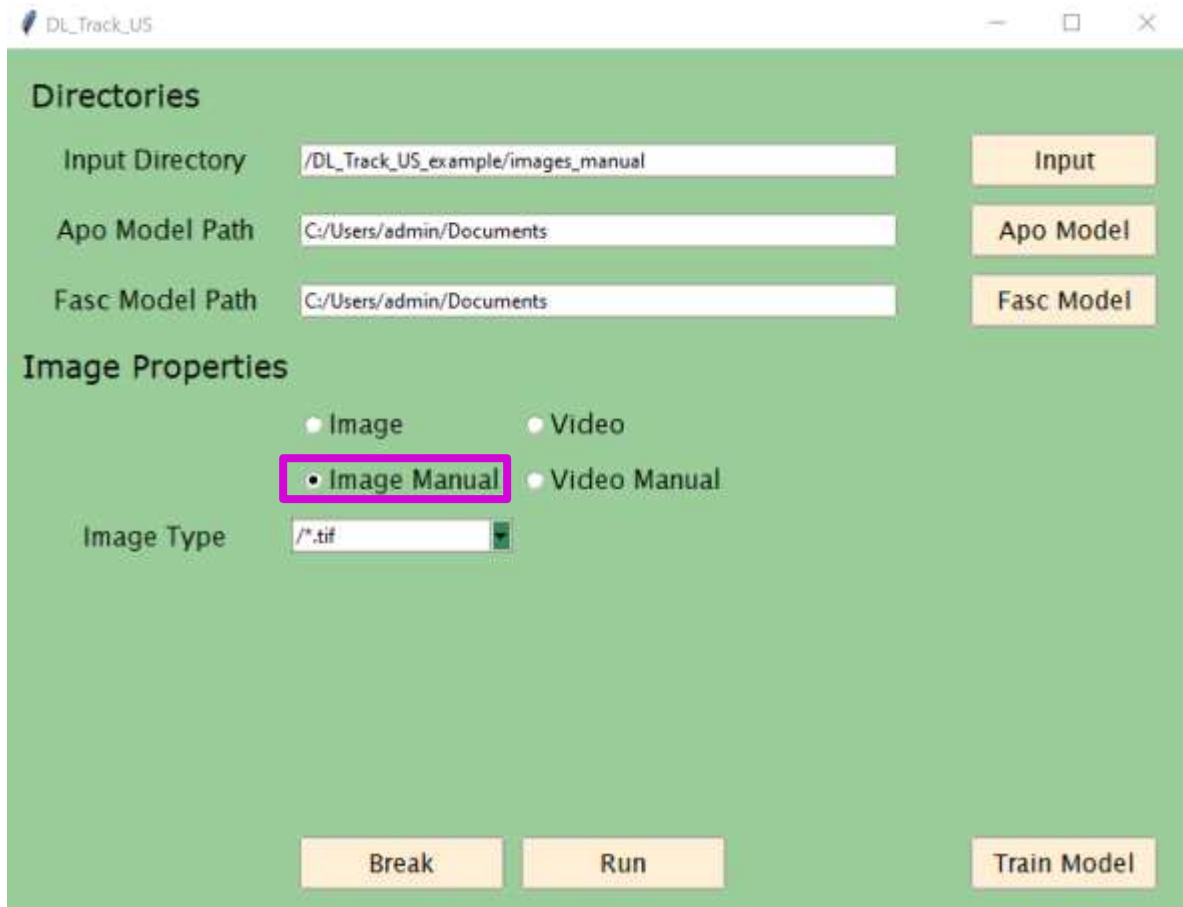 DL_Track_US
Directories
Input Directory /DL_Track_US_example/images_manual Input
Apo Model Path C:/Users/admin/Documents Apo Model
Fasc Model Path C:/Users/admin/Documents Fasc Model
Image Properties
Image Video
Image Manual Video Manual
Image Type /*.tif
Break Run Train Model